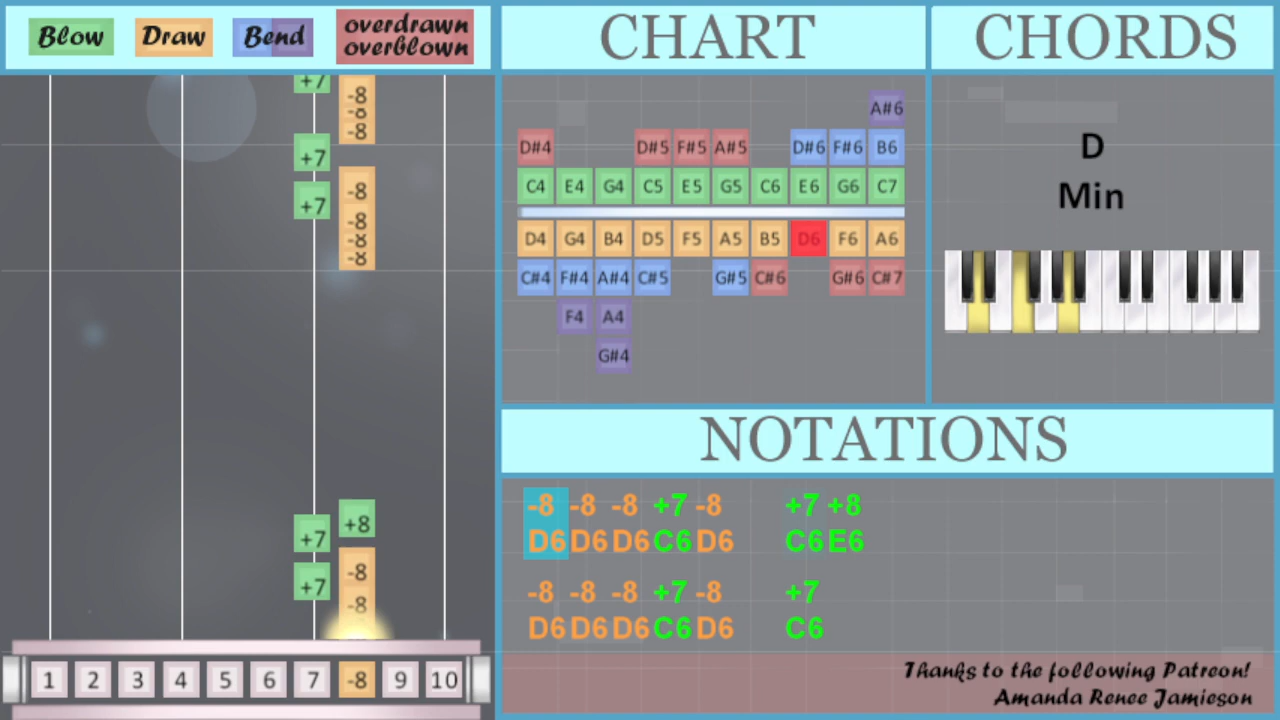 Blow Draw Bend overdrawn
overblown
CHART
CHORDS
+7 -8
-8
-8
+7
+7 -8
-8
-8
-8
+7 +8
+7 -8
-8
1 2 3 4 5 6 7 -8 9 10
A#6
D#4 D#5 F#5 A#5 D#6 F#6 B6
C4 E4 G4 C5 E5 G5 C6 E6 G6 C7
D4 G4 B4 D5 F5 A5 B5 D6 F6 A6
C#4 F#4 A#4 C#5 G#5 C#6 G#6 C#7
F4 A4
G#4
D
Min
NOTATIONS
-8 -8 -8 +7 -8 +7 +8
D6 D6 D6 C6 D6 C6 E6
-8 -8 -8 +7 -8 +7
D6 D6 D6 C6 D6 C6
Thanks to the following Patreon!
Amanda Renee Jamieson